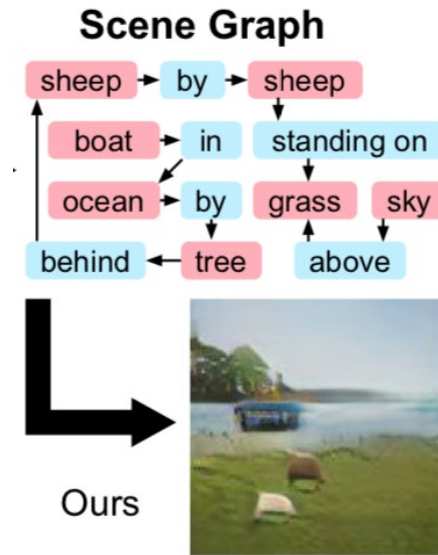 Scene Graph
sheep by sheep
boat in standing on
ocean by grass sky
behind tree above
Ours